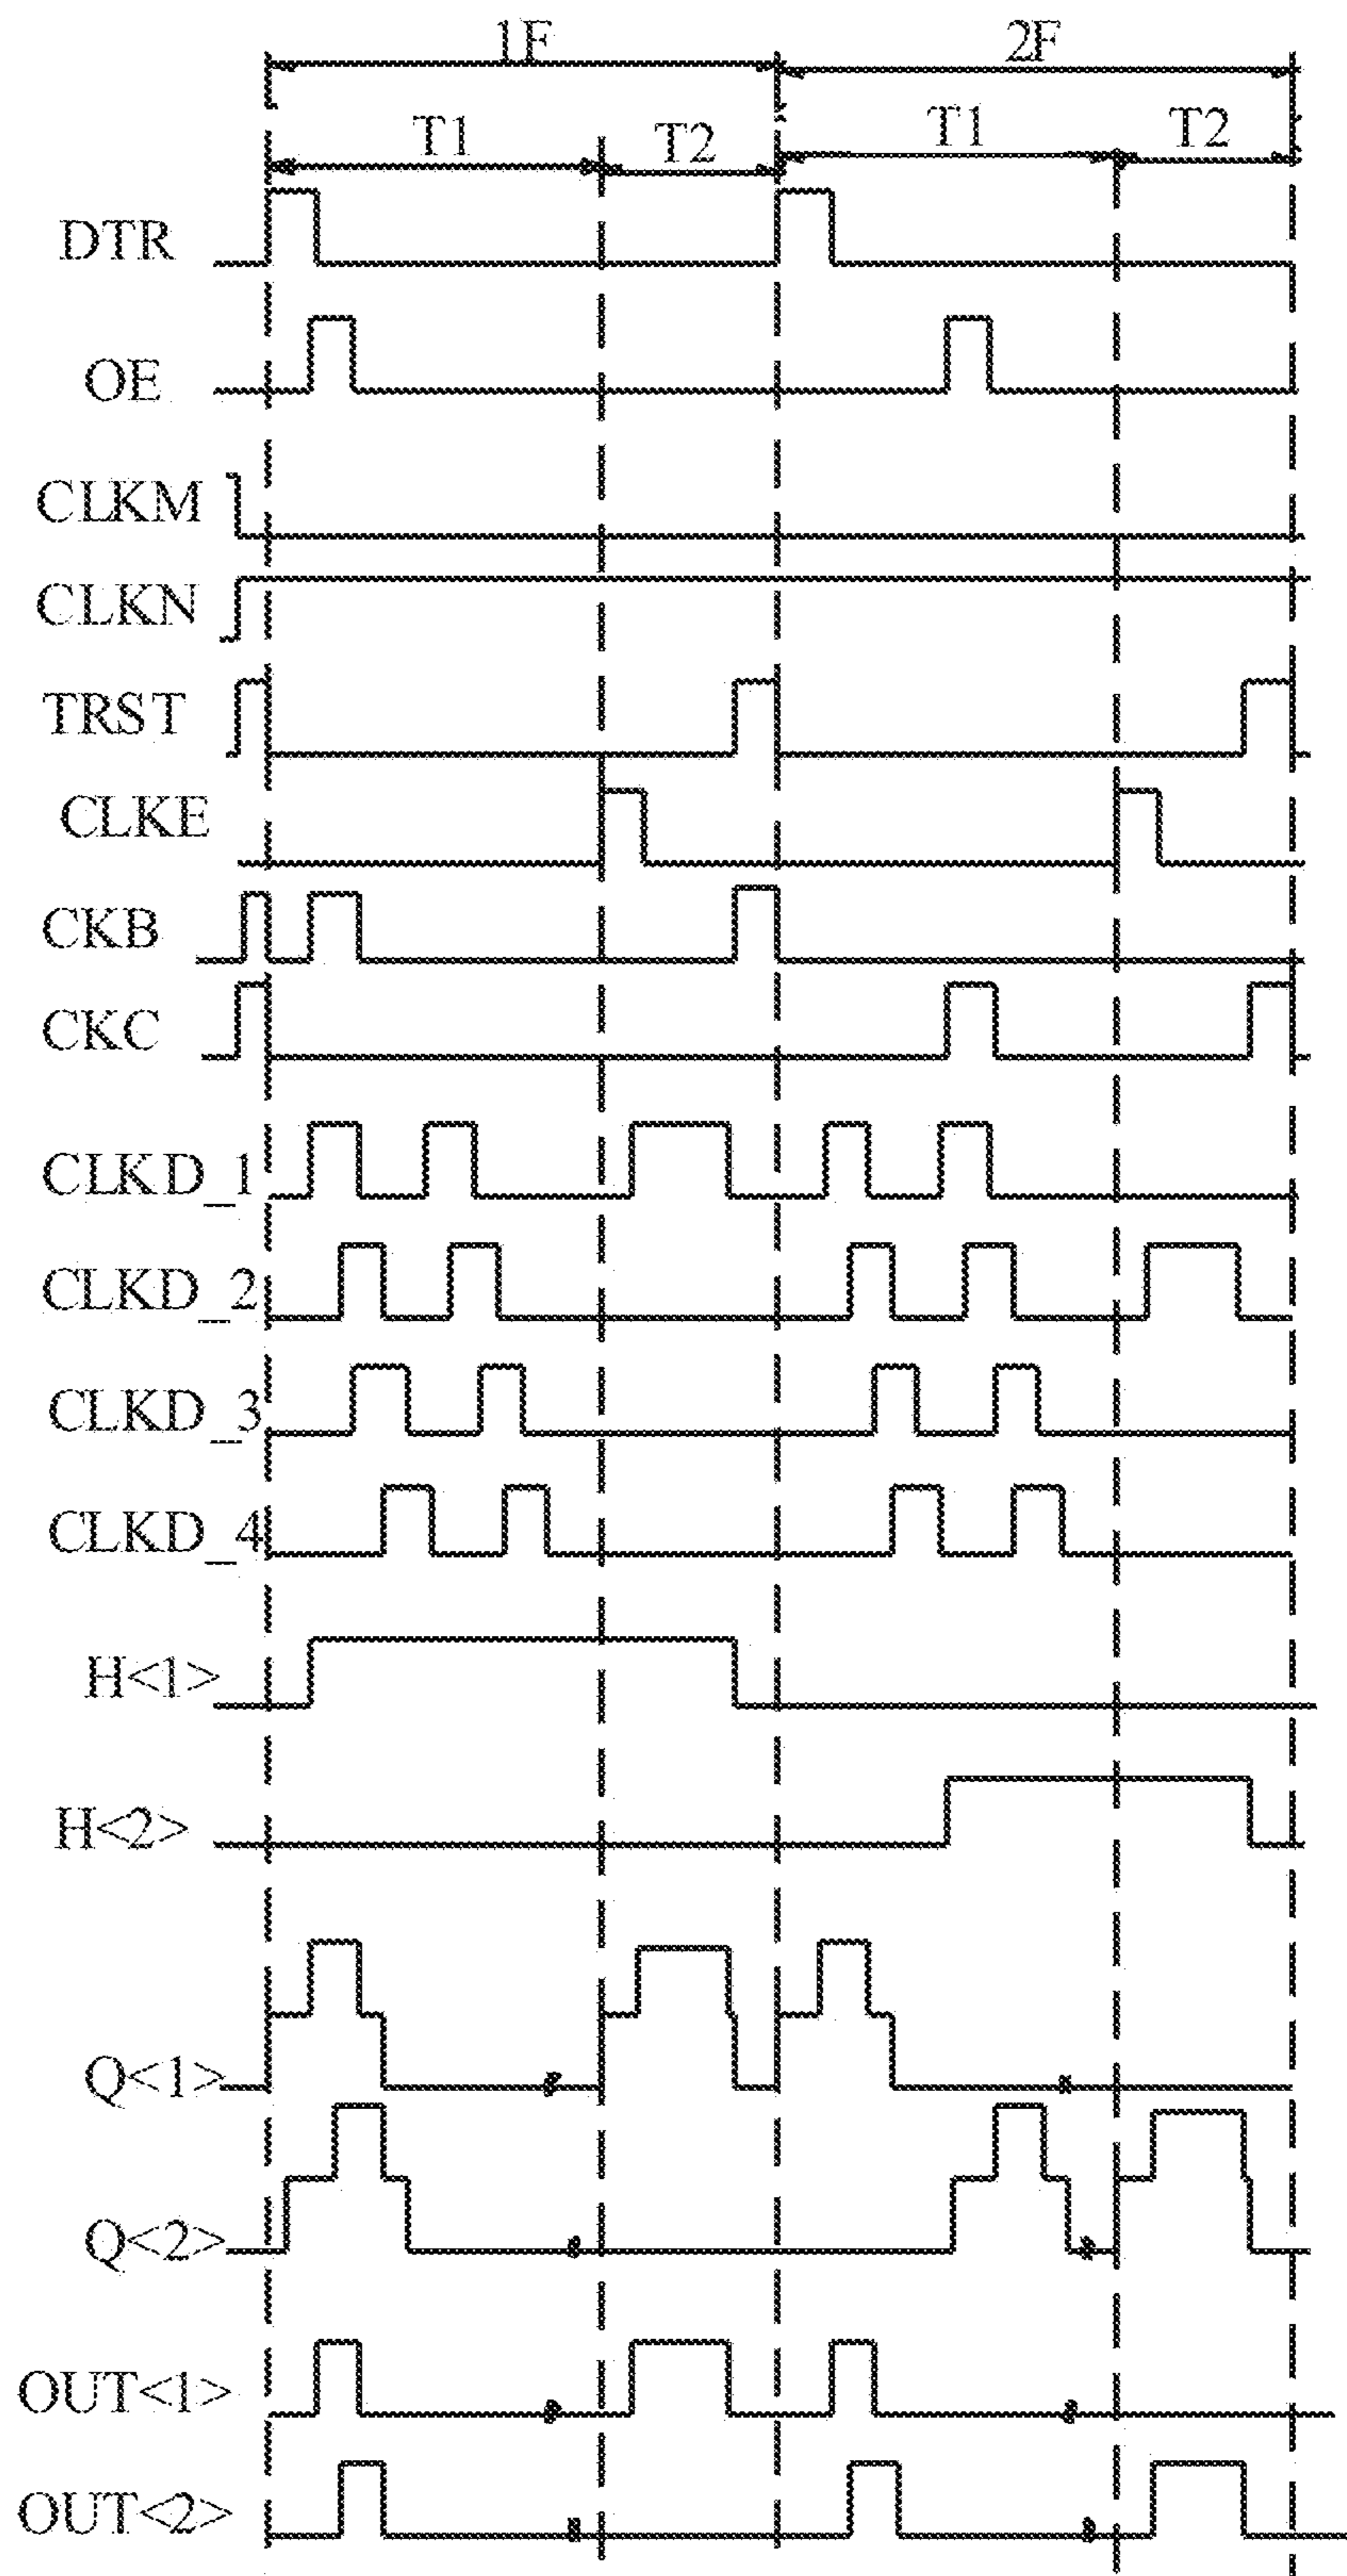 1F 2F
T1 T2 T1 T2
DTR
OE
CLKM
CLKN
TRST
CLKE
CKB
CKC
CLKD_1
CLKD_2
CLKD_3
CLKD_4
H<1>
H<2>
Q<1>
Q<2>
OUT<1>
OUT<2>